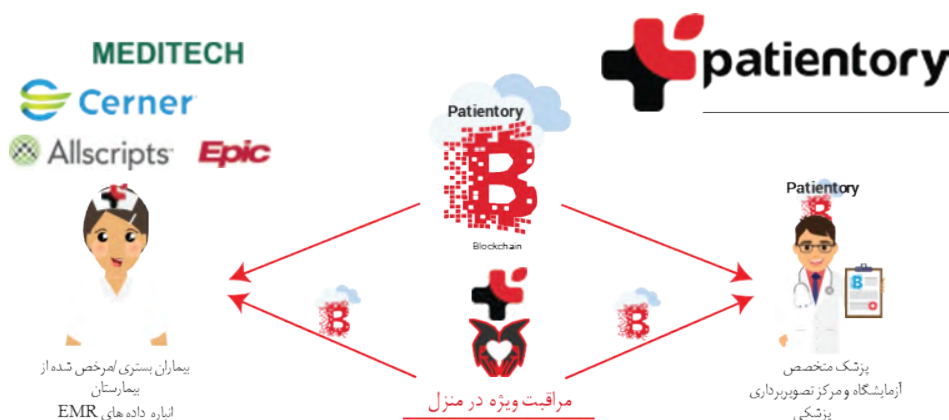 MEDITECH
Cerner
Allscripts
Epic
patientory
Patientory
B
Blockchain
Patientory
B
B
B
B
بیماران بستری /مرخص شده از
بیمارستان
انباره داده های EMR
مراقبت ویژه در منزل
پزشک متخصص
آزمایشگاه و مرکز تصویربرداری
پزشکی